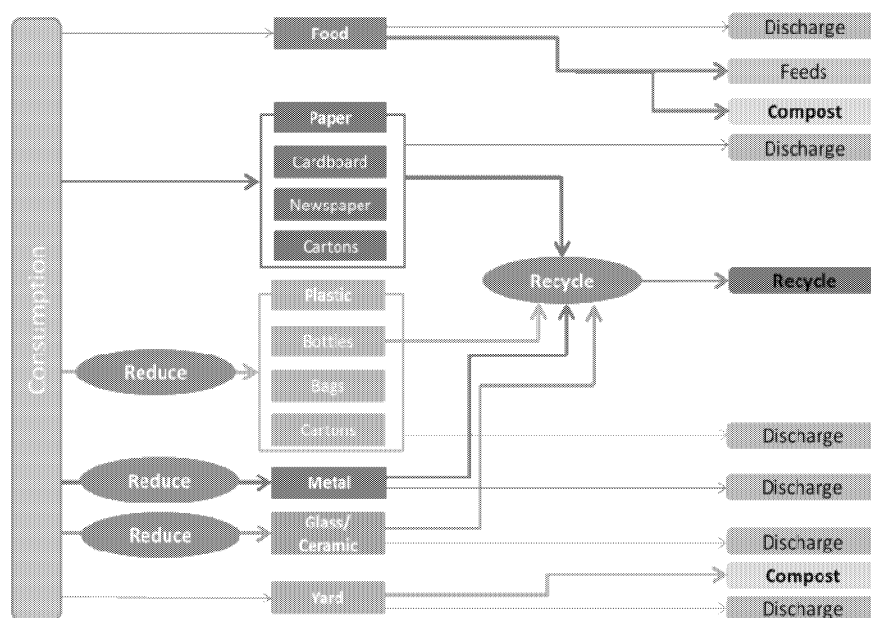 Consumption
Food
Discharge
Feeds
Compost
Paper
Discharge
Cardboard
Newspaper
Cartons
Recycle
Recycle
Plastic
Bottles
Reduce
Bags
Cartons
Discharge
Reduce
Metal
Discharge
Reduce
Glass/
Ceramic
Discharge
Compost
Yard
Discharge